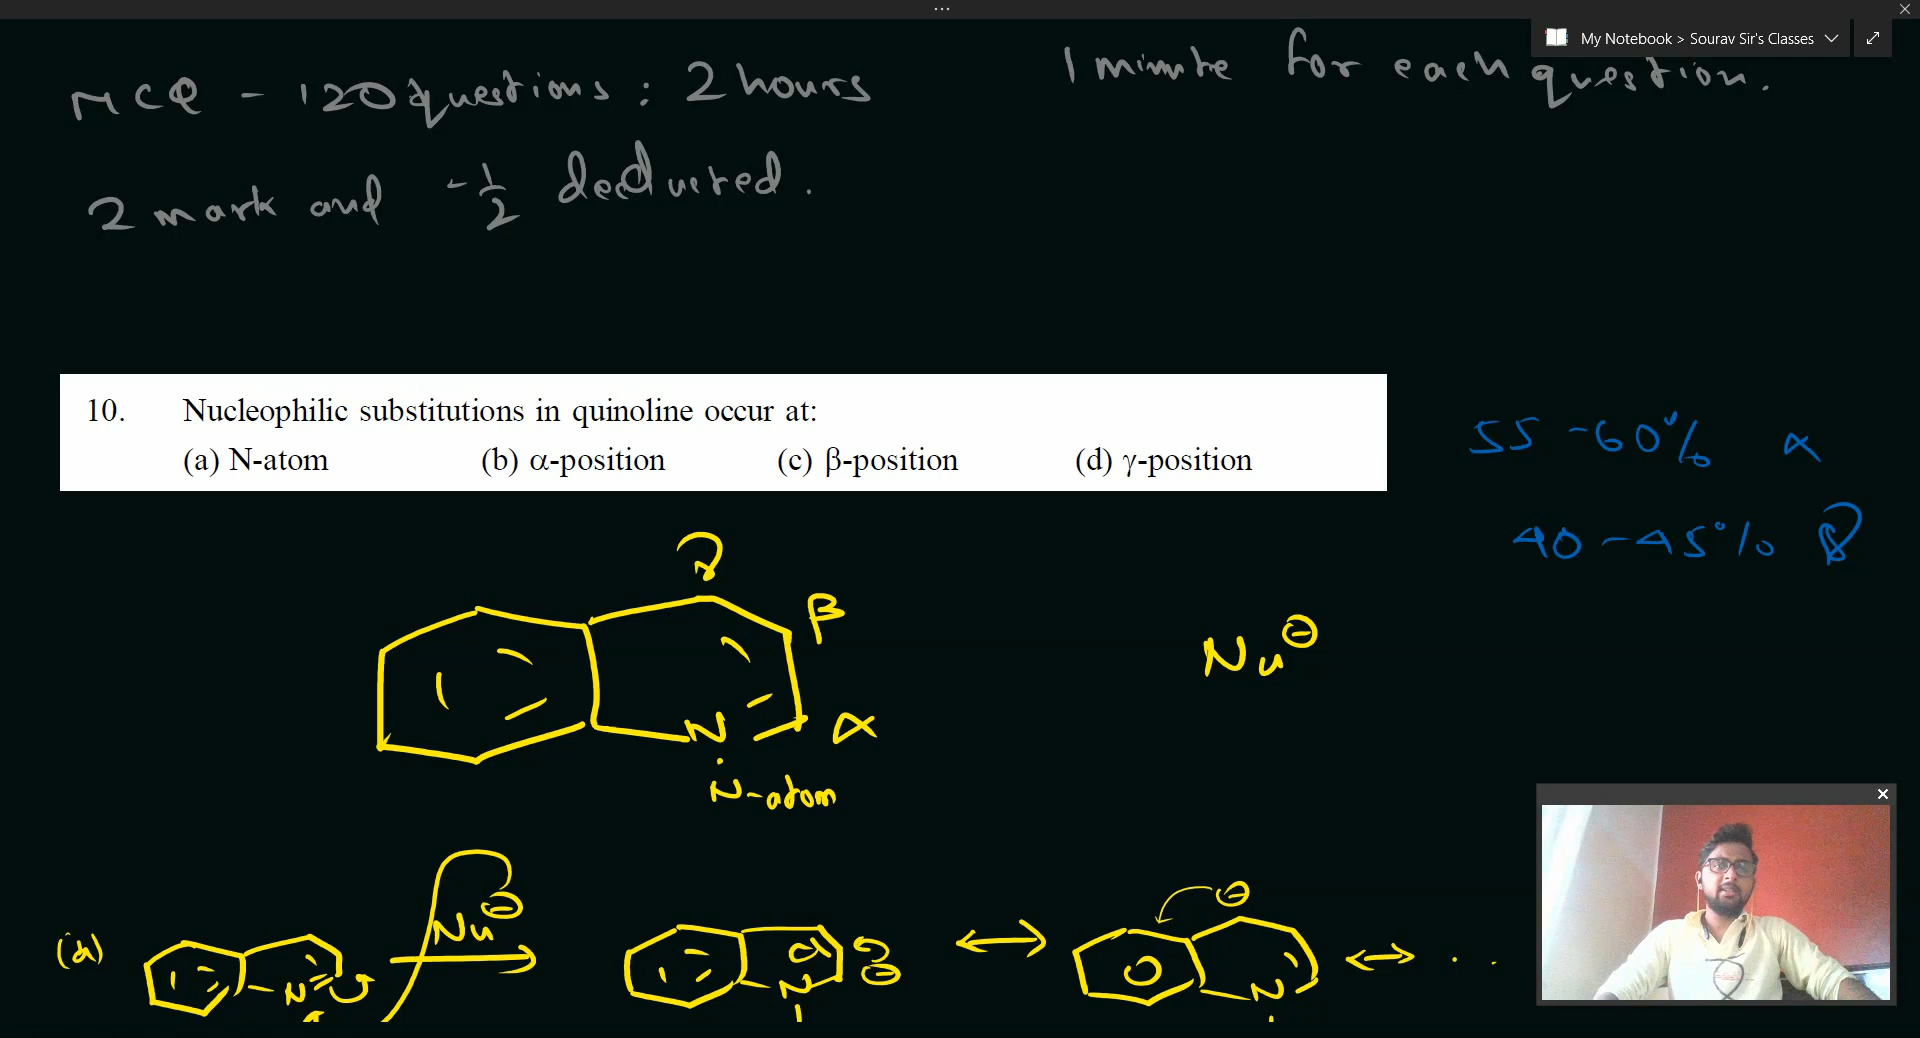 My Notebook > Sourav Sir's Classes
MCQ - 120 questions : 2 hours
1 minute for each question.
2 mark and -1/2 deducted.
10. Nucleophilic substitutions in quinoline occur at:
(a) N-atom (b) α-position (c) β-position (d) γ-position
55-60% α
40-45% γ
γ
β
Nu⊖
N
α
N-atom
(a)
Nu⊖
N
N
⊖
⊖
N